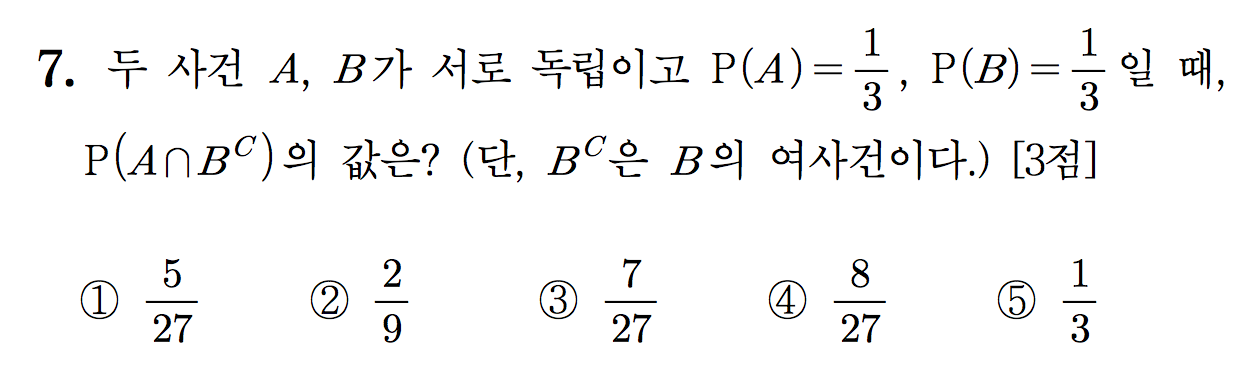 7. 두 사건 A, B가 서로 독립이고 P(A)=1/3, P(B)=1/3 일 때,
P(A∩B^C)의 값은? (단, B^C은 B의 여사건이다.) [3점]
① 5/27 ② 2/9 ③ 7/27 ④ 8/27 ⑤ 1/3